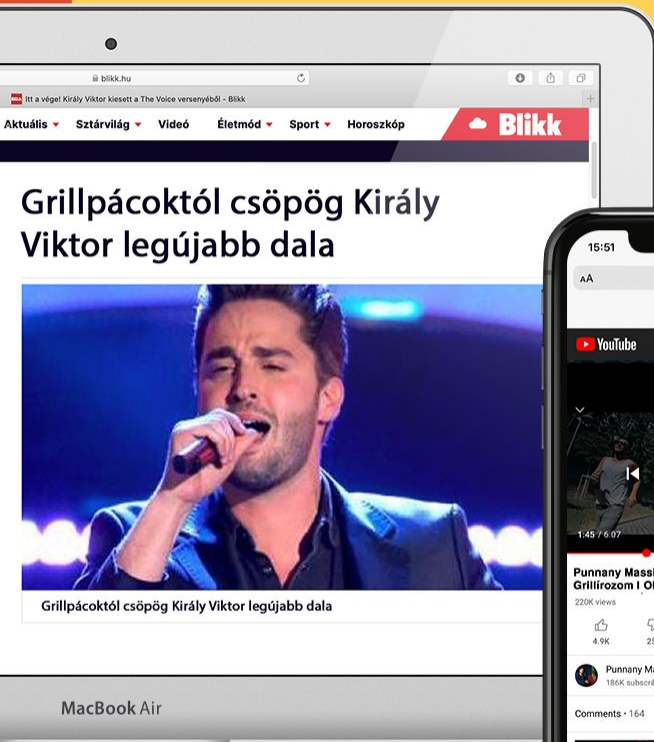 blikk.hu
Itt a vége! Király Viktor kiesett a The Voice versenyéből - Blikk
Aktuális Sztárvilág Videó Életmód Sport Horoszkóp Blikk
Grillpácoktól csöpög Király
Viktor legújabb dala
Grillpácoktól csöpög Király Viktor legújabb dala
MacBook Air
15:51
AA
YouTube
1:45 / 6:07
Punnany Massi
Grillírozom I O
220K views
4.9K 25
Punnany Ma
186K subscri
Comments • 164